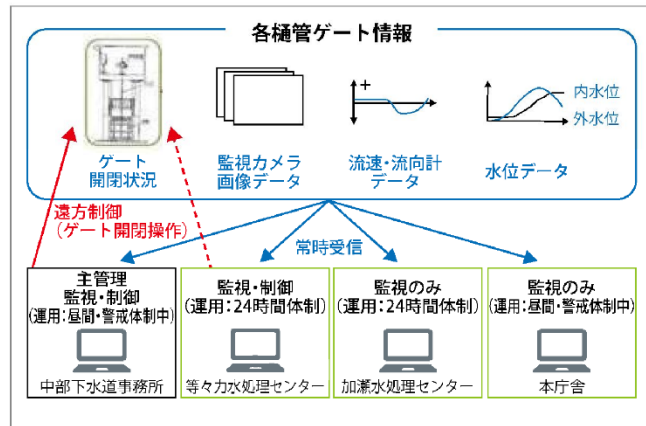 各樋管ゲート情報
+
内水位
外水位
ゲート
開閉状況
監視カメラ
画像データ
流速・流向計
データ
水位データ
遠方制御
(ゲート開閉操作)
常時受信
主管理
監視・制御
(運用:昼間・警戒体制中)
中部下水道事務所
監視・制御
(運用:24時間体制)
等々力水処理センター
監視のみ
(運用:24時間体制)
加瀬水処理センター
監視のみ
(運用:昼間・警戒体制中)
本庁舎